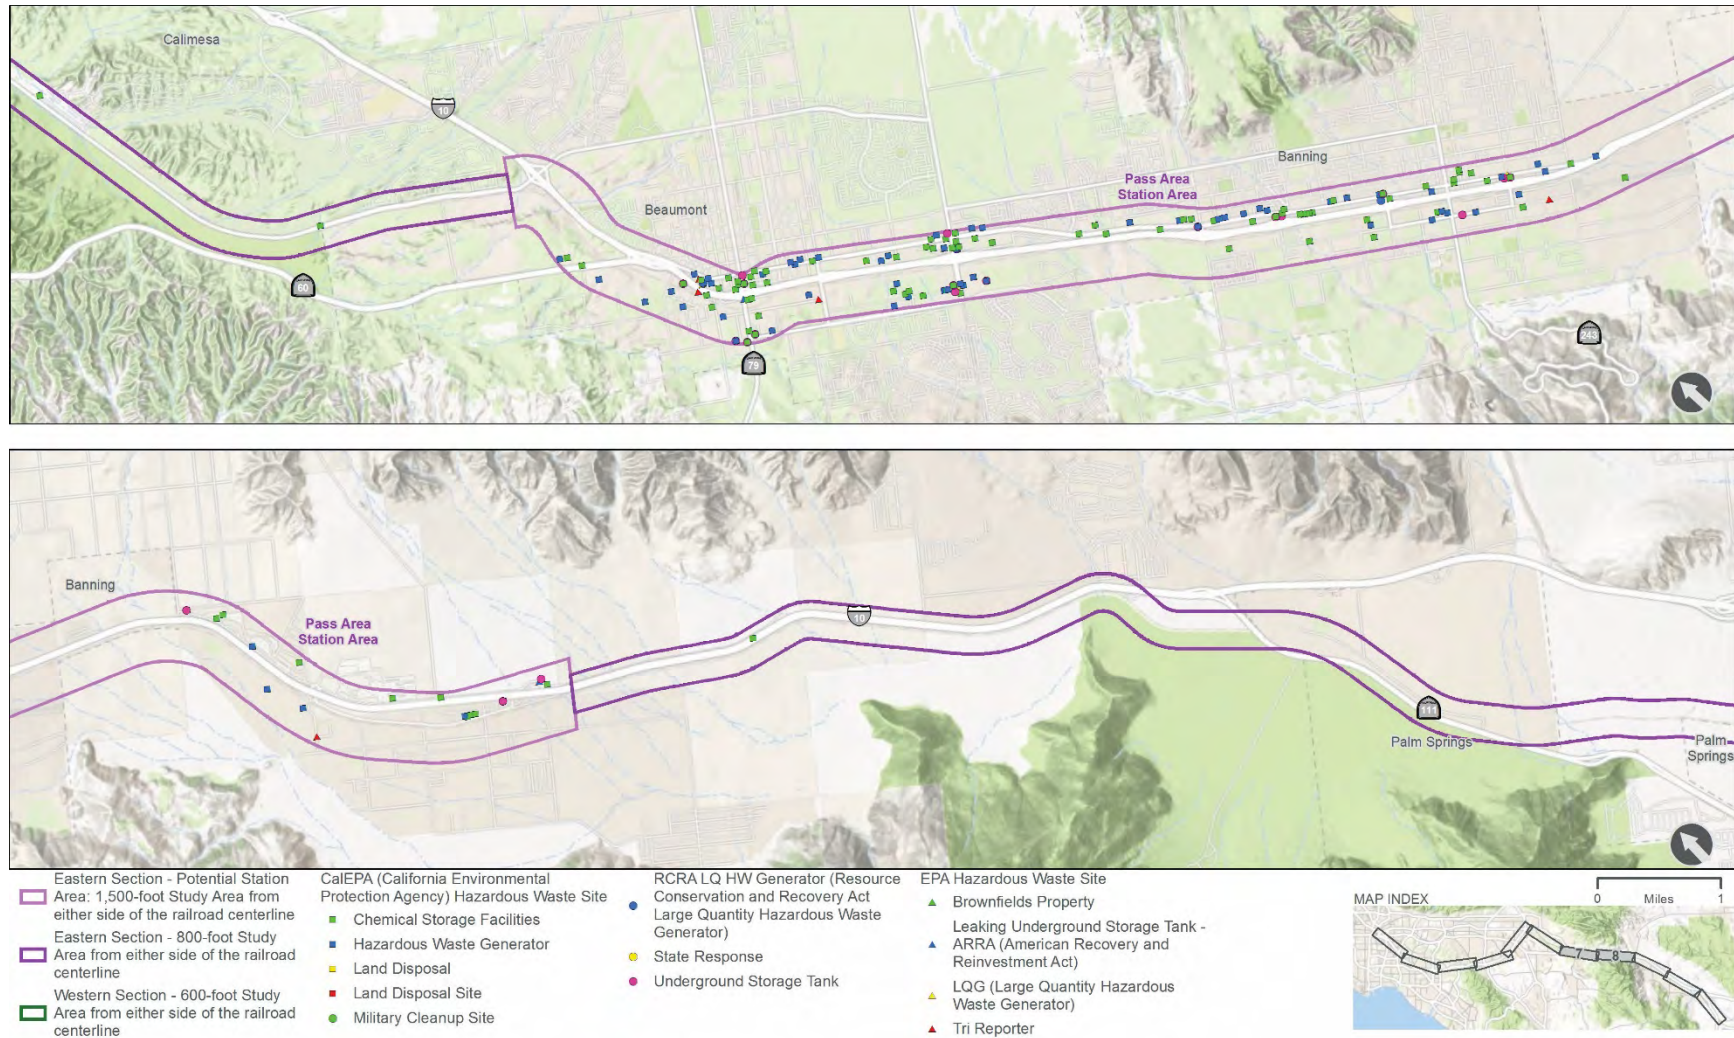 Calimesa
10
Beaumont
Banning
Pass Area
Station Area
60
79
243
Banning
Pass Area
Station Area
10
111
Palm Springs
Palm
Springs
Eastern Section - Potential Station
Area: 1,500-foot Study Area from
either side of the railroad centerline
Eastern Section - 800-foot Study
Area from either side of the railroad
centerline
Western Section - 600-foot Study
Area from either side of the railroad
centerline
CalEPA (California Environmental
Protection Agency) Hazardous Waste Site
Chemical Storage Facilities
Hazardous Waste Generator
Land Disposal
Land Disposal Site
Military Cleanup Site
RCRA LQ HW Generator (Resource
Conservation and Recovery Act
Large Quantity Hazardous Waste
Generator)
State Response
Underground Storage Tank
EPA Hazardous Waste Site
Brownfields Property
Leaking Underground Storage Tank -
ARRA (American Recovery and
Reinvestment Act)
LQG (Large Quantity Hazardous
Waste Generator)
Tri Reporter
0 Miles 1
MAP INDEX
7 8